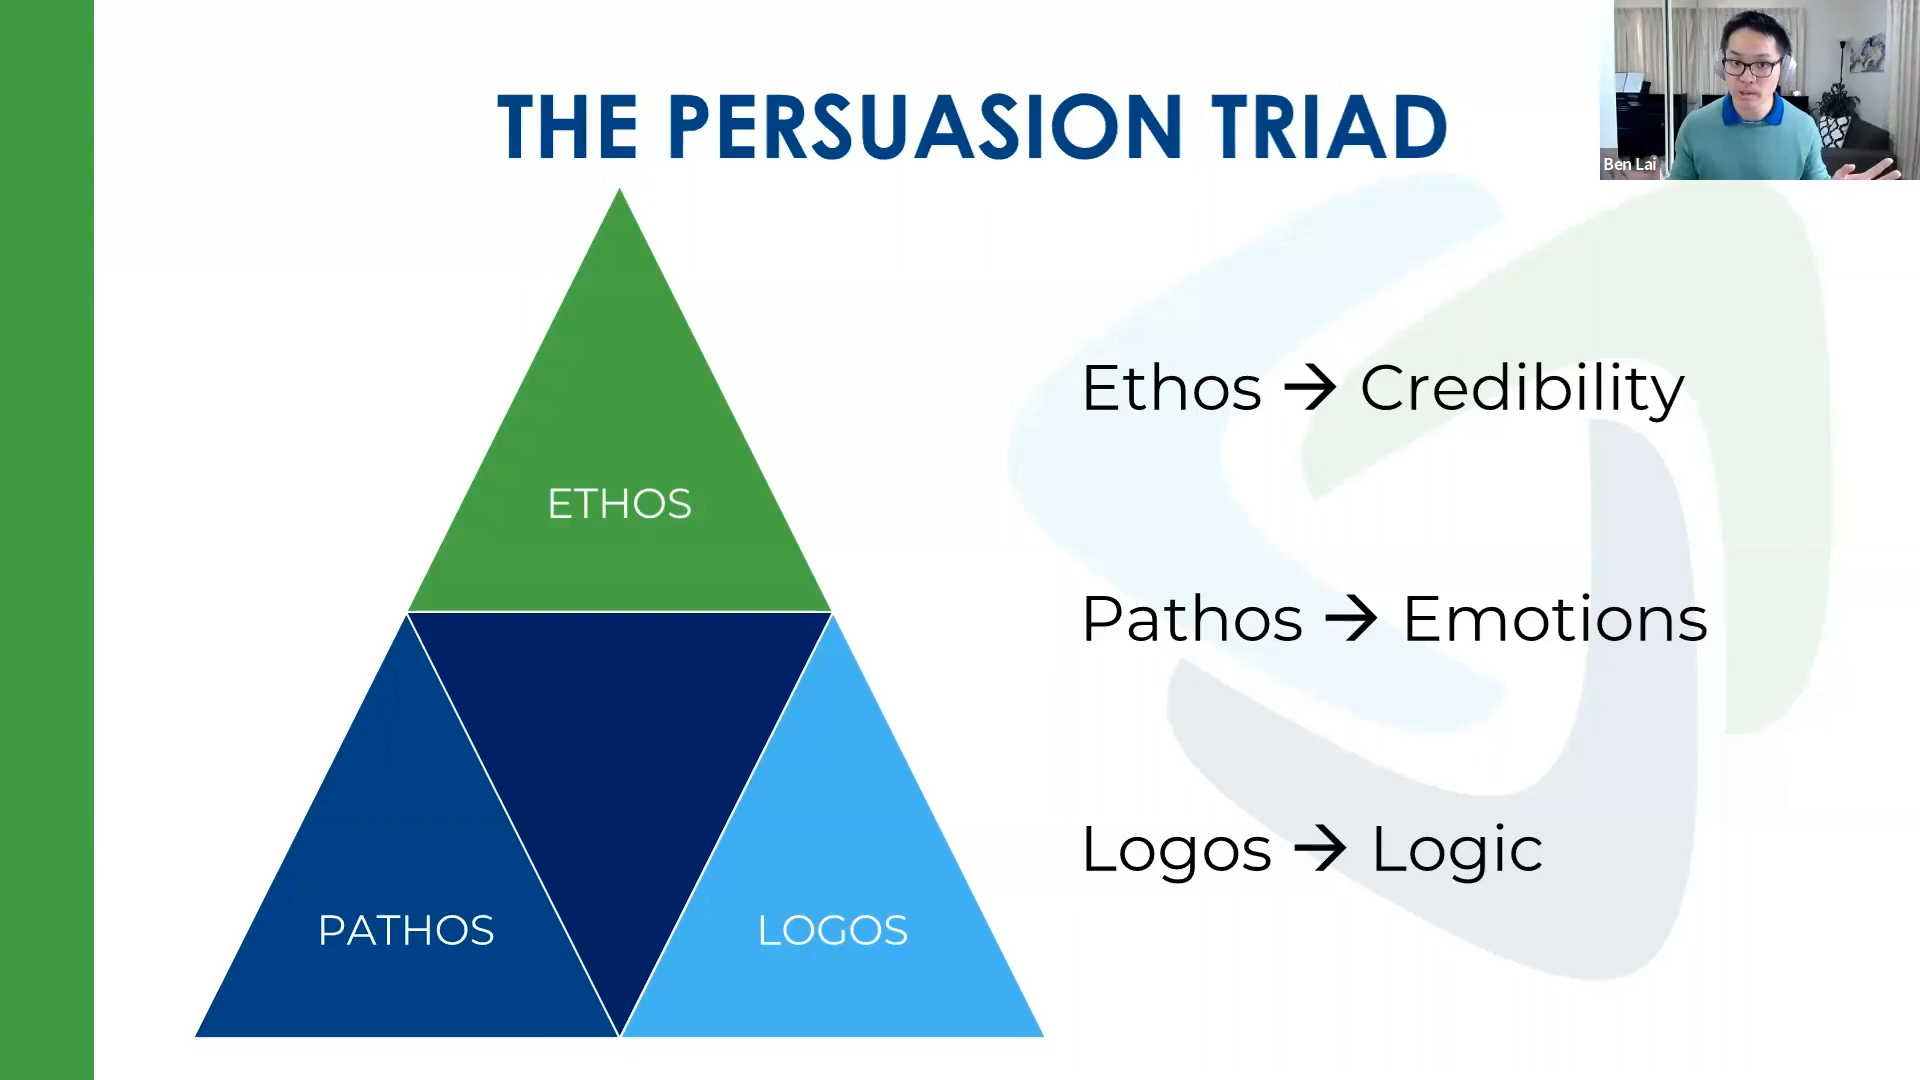 THE PERSUASION TRIAD
Ben Lai
ETHOS
PATHOS
LOGOS
Ethos → Credibility
Pathos → Emotions
Logos → Logic